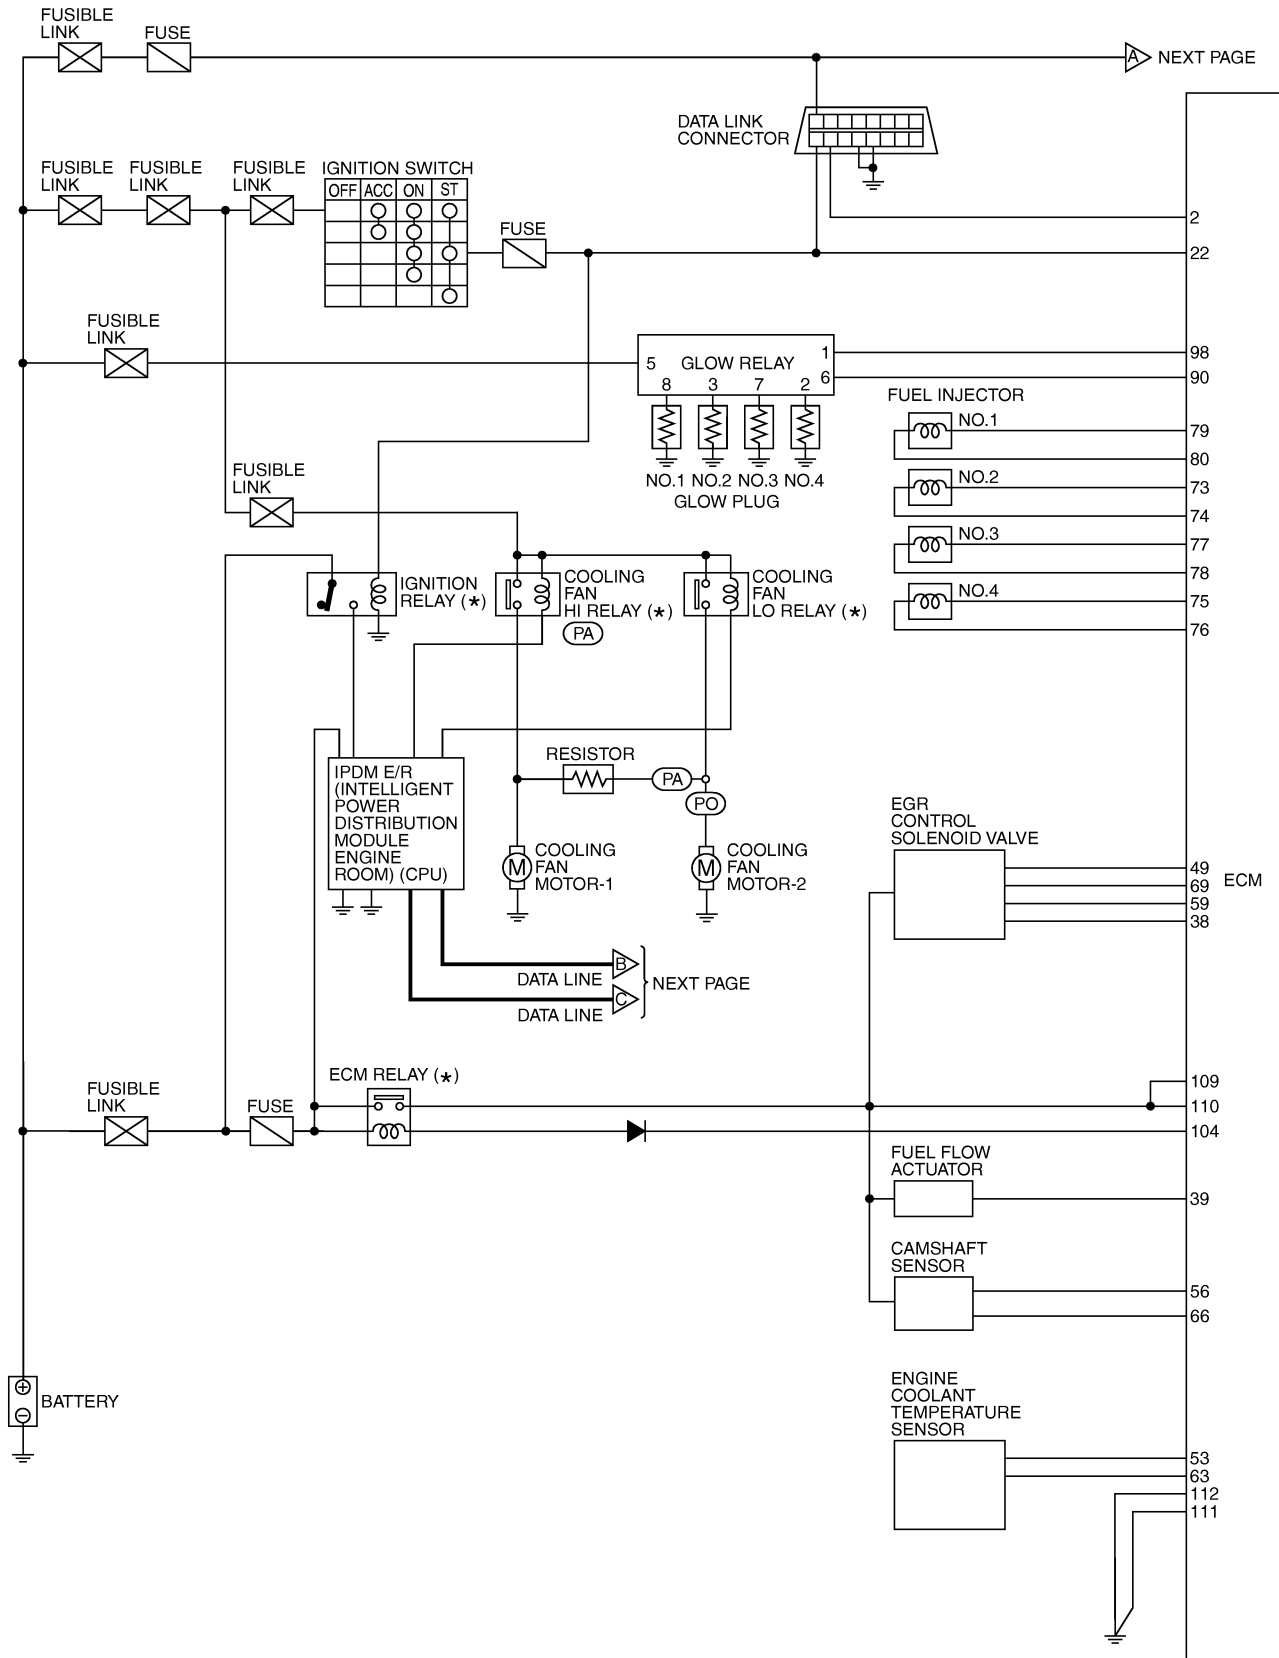 FUSIBLE
LINK
FUSE
A
NEXT PAGE
DATA LINK
CONNECTOR
FUSIBLE
LINK
FUSIBLE
LINK
FUSIBLE
LINK
IGNITION SWITCH
OFF ACC ON ST
FUSE
2
22
FUSIBLE
LINK
GLOW RELAY
5
1
6
8 3 7 2
NO.1 NO.2 NO.3 NO.4
GLOW PLUG
98
90
FUEL INJECTOR
NO.1
79
80
NO.2
73
74
NO.3
77
78
NO.4
75
76
FUSIBLE
LINK
IGNITION
RELAY (*)
COOLING
FAN
HI RELAY (*)
PA
COOLING
FAN
LO RELAY (*)
RESISTOR
PA
PO
IPDM E/R
(INTELLIGENT
POWER
DISTRIBUTION
MODULE
ENGINE
ROOM) (CPU)
M
COOLING
FAN
MOTOR-1
M
COOLING
FAN
MOTOR-2
EGR
CONTROL
SOLENOID VALVE
49
69
59
38
ECM
B
DATA LINE
C
DATA LINE
NEXT PAGE
FUSIBLE
LINK
FUSE
ECM RELAY (*)
109
110
104
FUEL FLOW
ACTUATOR
39
CAMSHAFT
SENSOR
56
66
+
BATTERY
−
ENGINE
COOLANT
TEMPERATURE
SENSOR
53
63
112
111